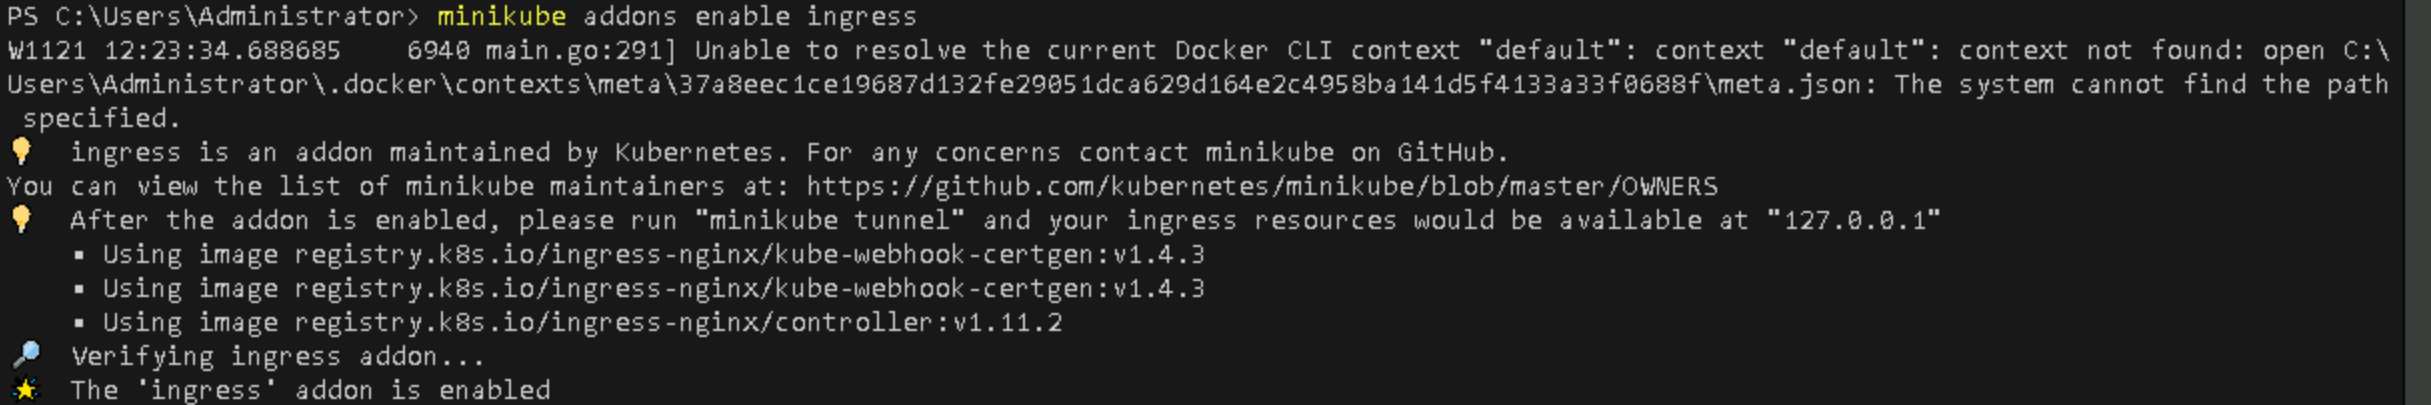 PS C:\Users\Administrator> minikube addons enable ingress
W1121 12:23:34.688685    6940 main.go:291] Unable to resolve the current Docker CLI context "default": context "default": context not found: open C:\
Users\Administrator\.docker\contexts\meta\37a8eec1ce19687d132fe29051dca629d164e2c4958ba141d5f4133a33f0688f\meta.json: The system cannot find the path
 specified.
💡  ingress is an addon maintained by Kubernetes. For any concerns contact minikube on GitHub.
You can view the list of minikube maintainers at: https://github.com/kubernetes/minikube/blob/master/OWNERS
💡  After the addon is enabled, please run "minikube tunnel" and your ingress resources would be available at "127.0.0.1"
    ▪ Using image registry.k8s.io/ingress-nginx/kube-webhook-certgen:v1.4.3
    ▪ Using image registry.k8s.io/ingress-nginx/kube-webhook-certgen:v1.4.3
    ▪ Using image registry.k8s.io/ingress-nginx/controller:v1.11.2
🔎  Verifying ingress addon...
🌟  The 'ingress' addon is enabled